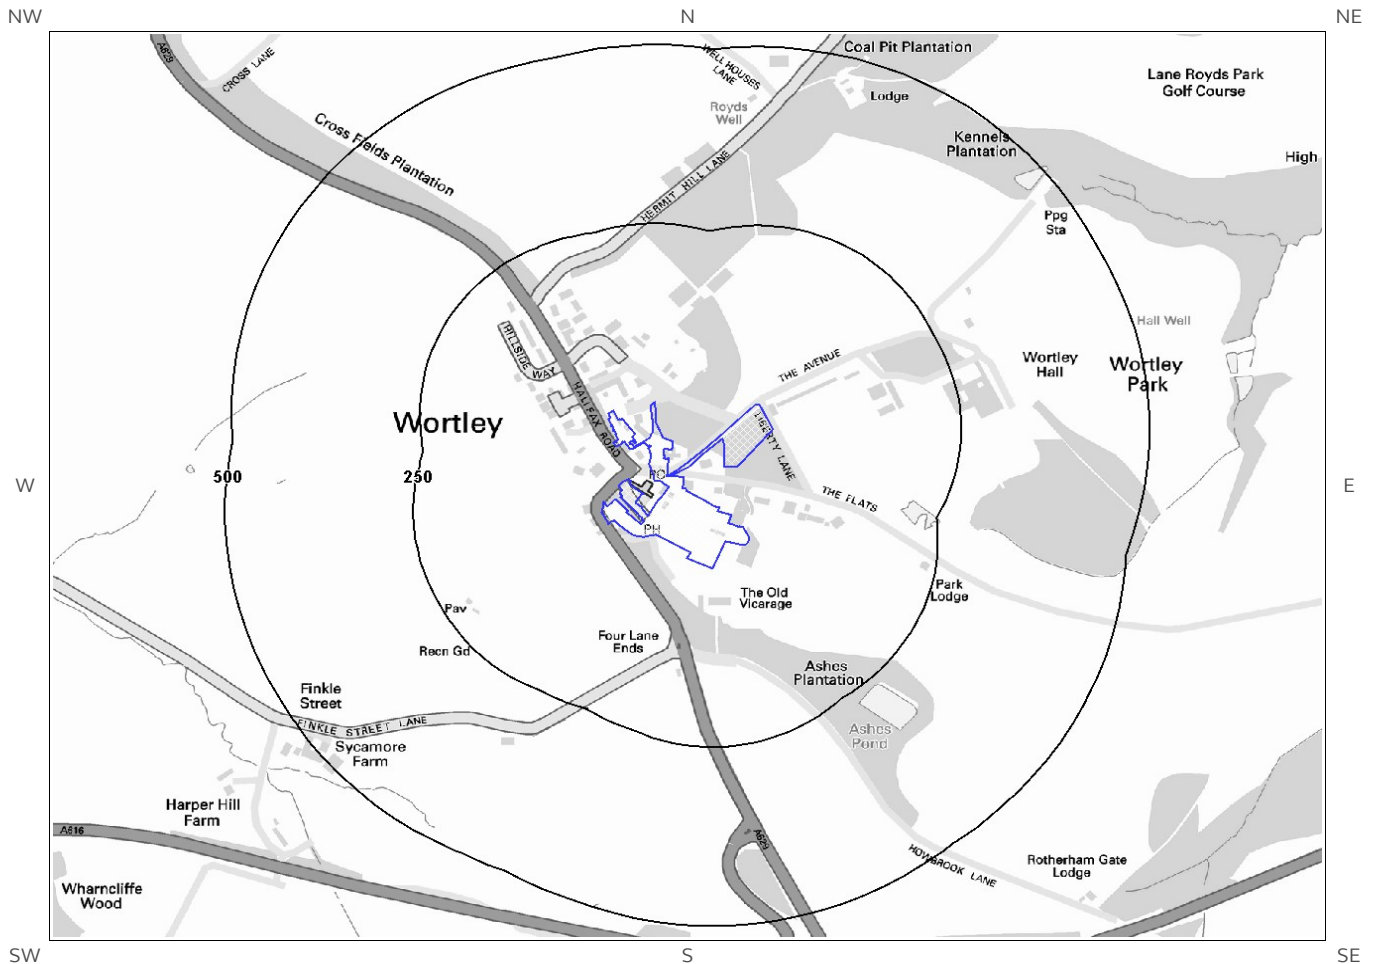 NW
N
NE
A629
CROSS LANE
WELL HOUSES
LANE
Coal Pit Plantation
Lane Royds Park
Golf Course
Lodge
Royds
Well
Cross Fields Plantation
Kennels
Plantation
High
HERMIT HILL LANE
Ppg
Sta
Hall Well
HILLSIDE WAY
THE AVENUE
Wortley
Hall
Wortley
Park
HALIFAX ROAD
Wortley
LIBERTY LANE
W
500
250
PO
THE FLATS
E
PH
The Old
Vicarage
Park
Lodge
Pav
Four Lane
Ends
Recn Gd
Ashes
Plantation
Finkle
Street
FINKLE STREET LANE
Sycamore
Farm
Ashes
Pond
Harper Hill
Farm
A616
A629
HOWBROOK LANE
Rotherham Gate
Lodge
Wharncliffe
Wood
SW
S
SE